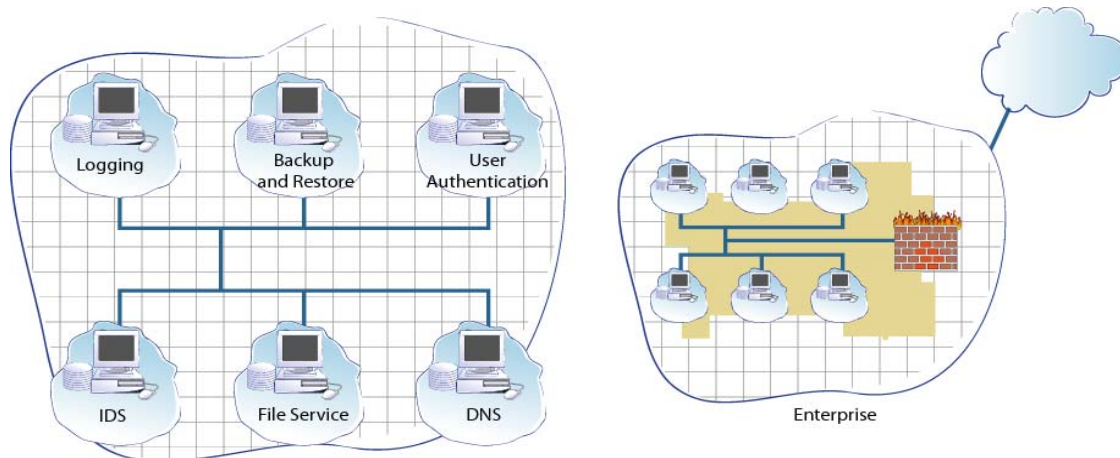 Logging
Backup
and Restore
User
Authentication
IDS
File Service
DNS
Enterprise